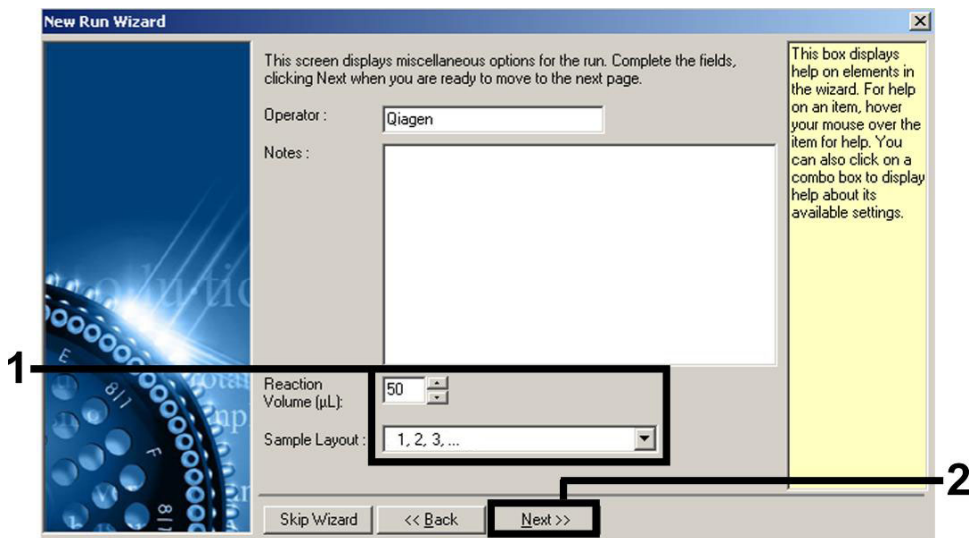 New Run Wizard
This screen displays miscellaneous options for the run. Complete the fields,
clicking Next when you are ready to move to the next page.
Operator :
Qiagen
Notes :
This box displays
help on elements in
the wizard. For help
on an item, hover
your mouse over the
item for help. You
can also click on a
combo box to display
help about its
available settings.
1
Reaction
Volume (µL):
50
Sample Layout :
1, 2, 3, ...
2
Skip Wizard
<< Back
Next >>
E
8/1
F
8/1